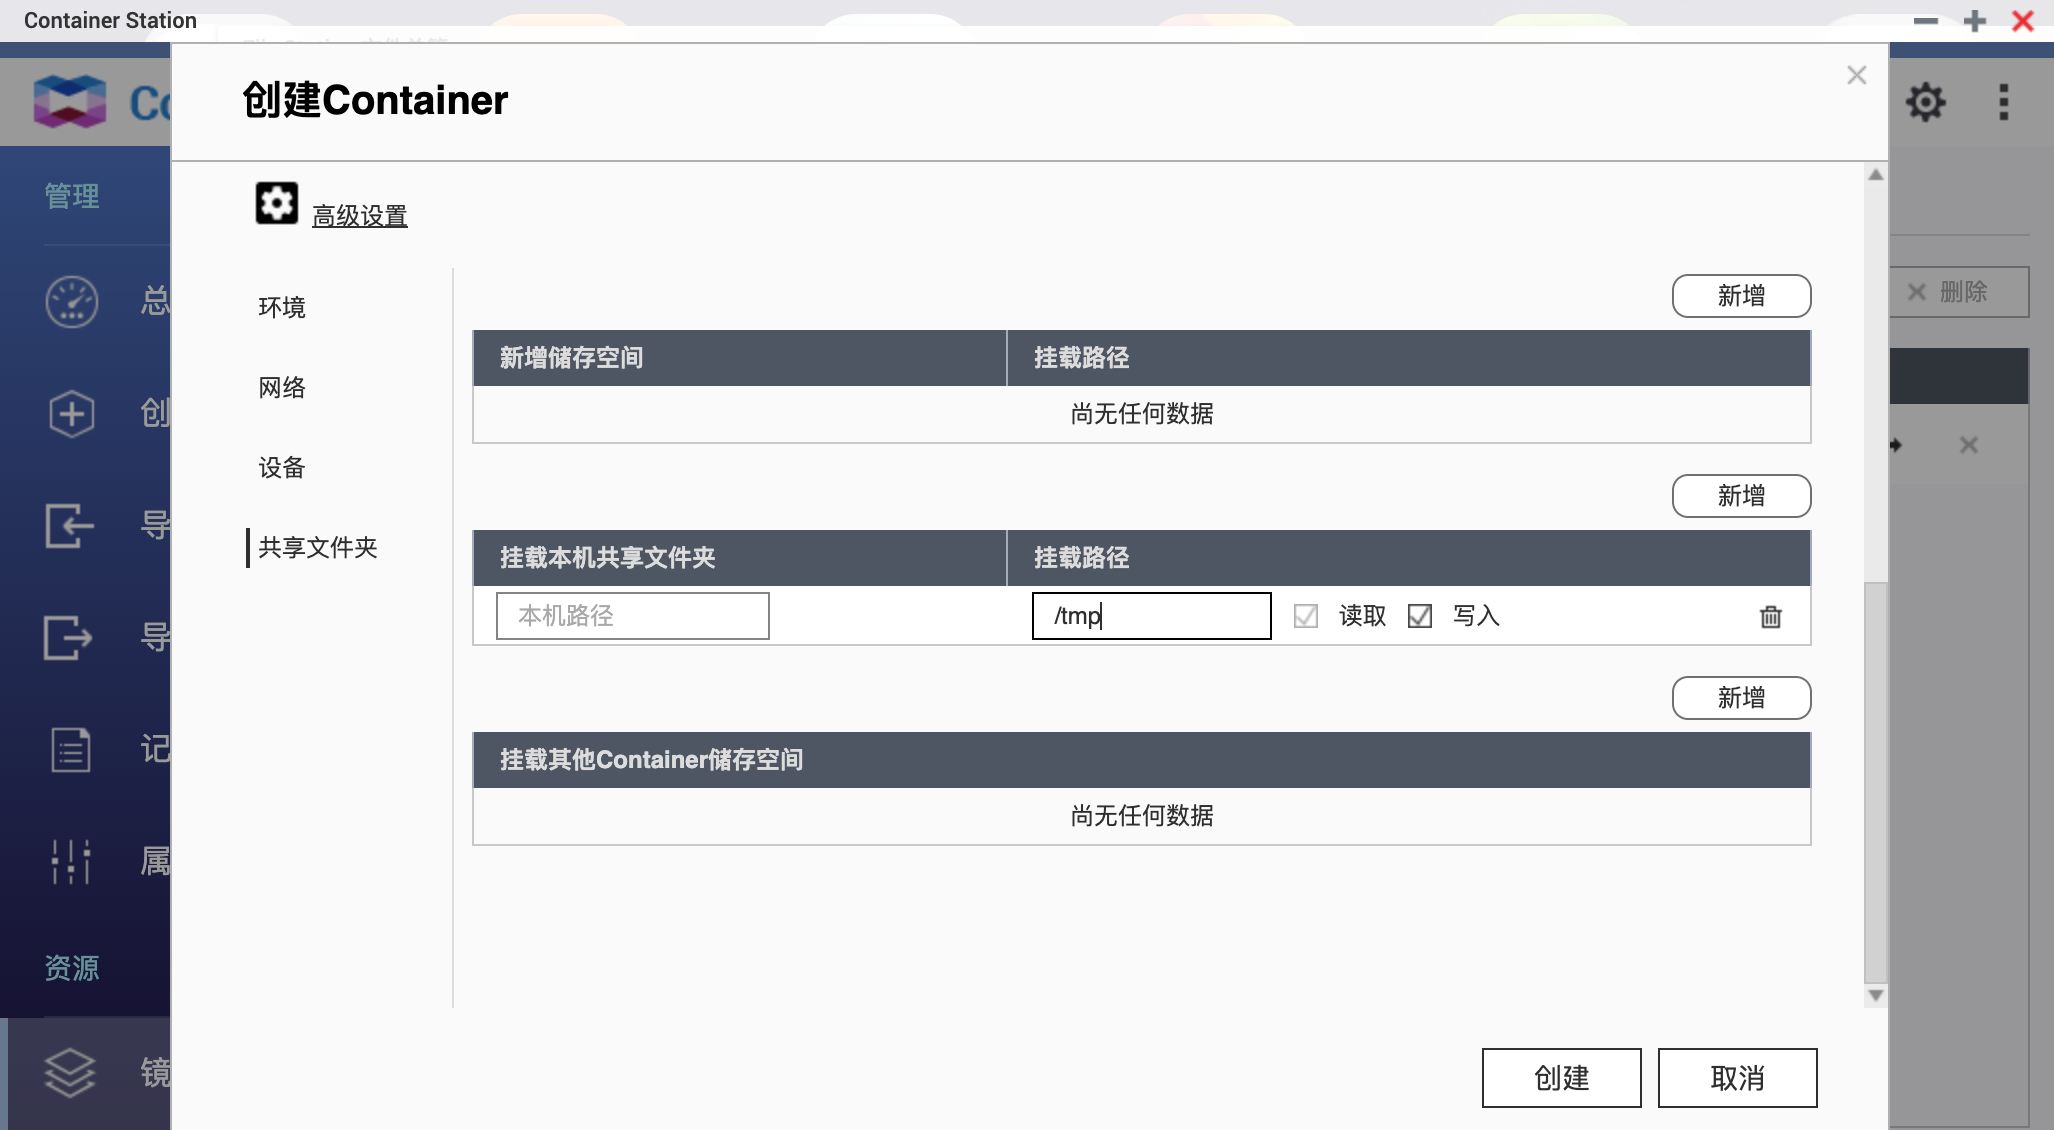 Container Station
创建Container
Co
管理
高级设置
总
环境
新增
删除
新增储存空间
挂载路径
网络
创
尚无任何数据
设备
新增
导
共享文件夹
挂载本机共享文件夹
挂载路径
本机路径
/tmp
读取
写入
导
新增
记
挂载其他Container储存空间
尚无任何数据
属
资源
镜
创建
取消